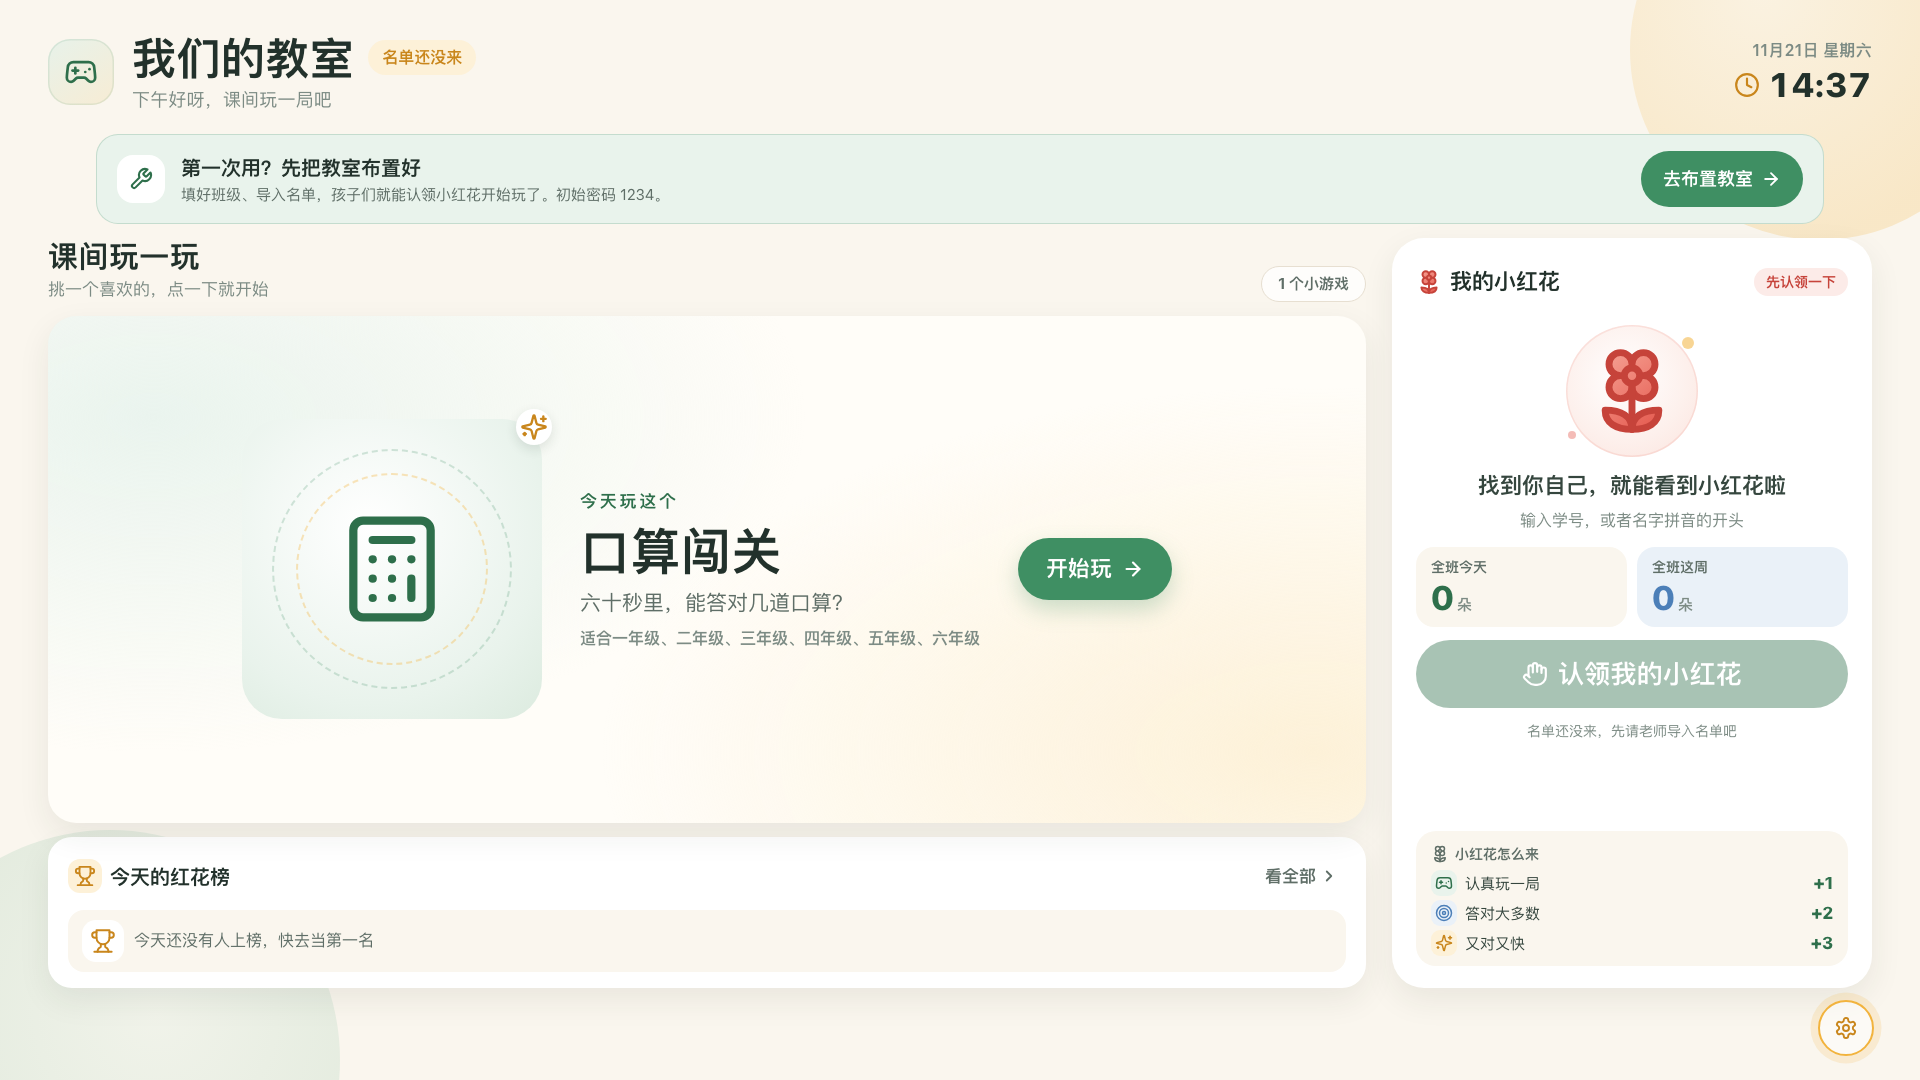 我们的教室
名单还没来
下午好呀，课间玩一局吧
11月21日 星期六
14:37
第一次用？先把教室布置好
填好班级、导入名单，孩子们就能认领小红花开始玩了。初始密码 1234。
去布置教室
课间玩一玩
挑一个喜欢的，点一下就开始
1 个小游戏
今天玩这个
口算闯关
六十秒里，能答对几道口算？
适合一年级、二年级、三年级、四年级、五年级、六年级
开始玩
今天的红花榜
看全部
今天还没有人上榜，快去当第一名
我的小红花
先认领一下
找到你自己，就能看到小红花啦
输入学号，或者名字拼音的开头
全班今天
0 朵
全班这周
0 朵
认领我的小红花
名单还没来，先请老师导入名单吧
小红花怎么来
认真玩一局 +1
答对大多数 +2
又对又快 +3